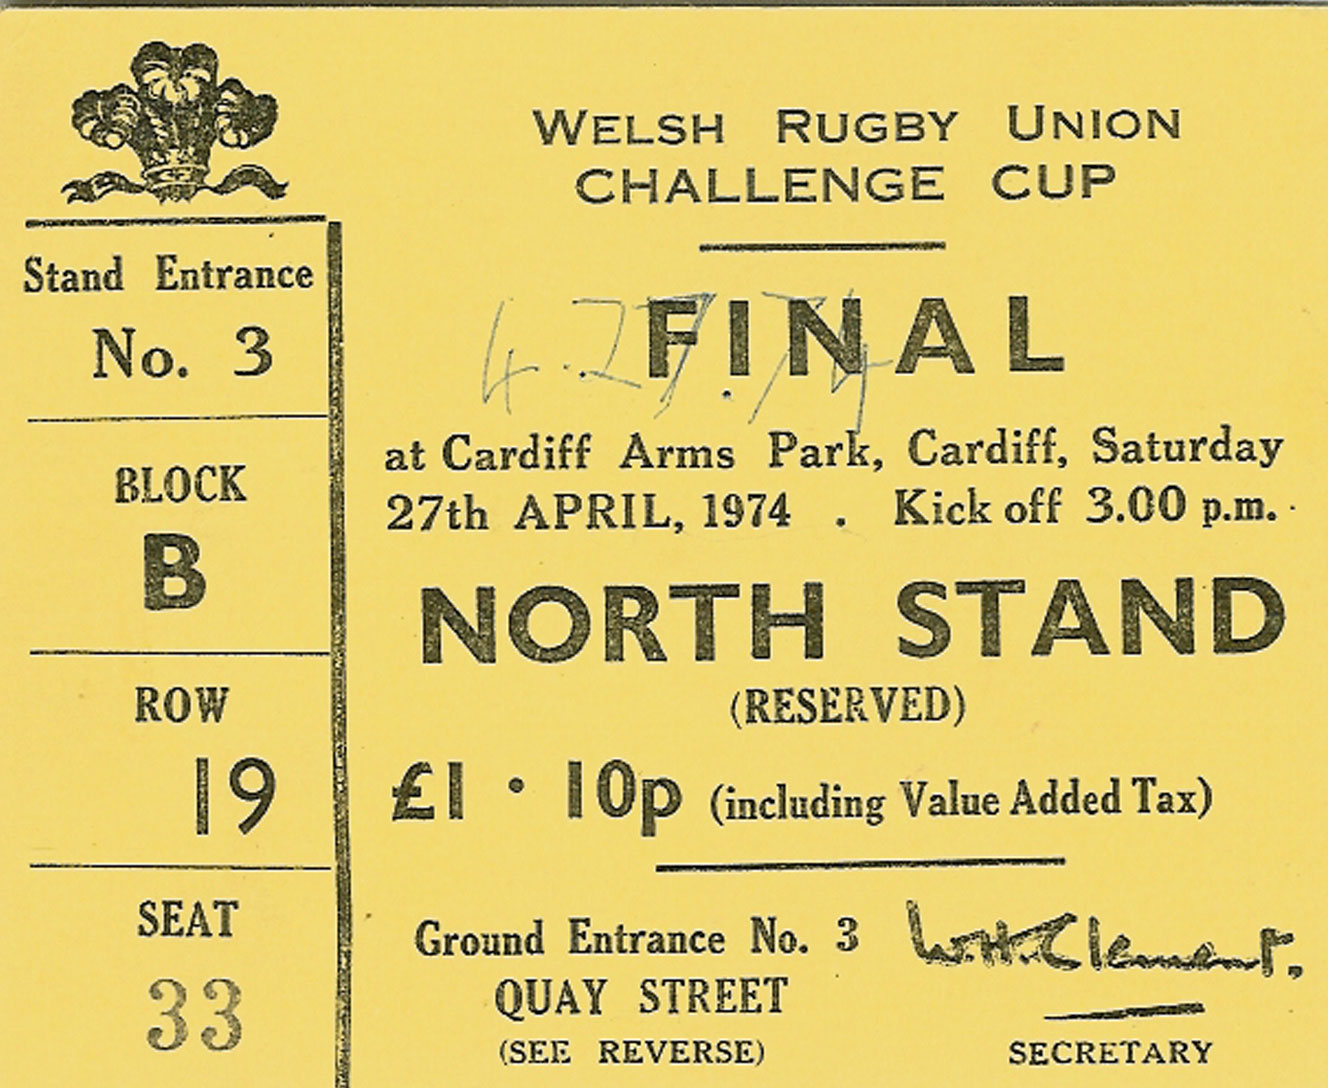 Stand Entrance
No. 3
BLOCK
B
ROW
19
SEAT
33
WELSH RUGBY UNION
CHALLENGE CUP
FINAL
4.27.74
at Cardiff Arms Park, Cardiff, Saturday
27th APRIL, 1974 . Kick off 3.00 p.m.
NORTH STAND
(RESERVED)
£1 · 10p (including Value Added Tax)
Ground Entrance No. 3
QUAY STREET
(SEE REVERSE)
W.H.Clement.
SECRETARY